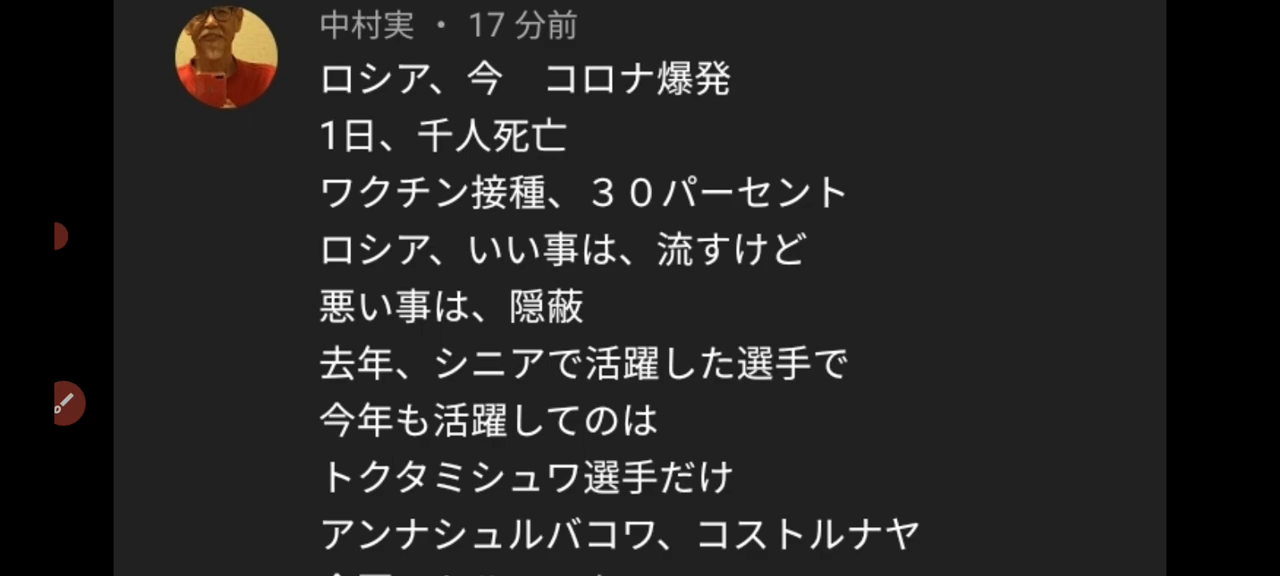 中村実 ・ 17 分前
ロシア、今　コロナ爆発
1日、千人死亡
ワクチン接種、３０パーセント
ロシア、いい事は、流すけど
悪い事は、隠蔽
去年、シニアで活躍した選手で
今年も活躍してのは
トクタミシュワ選手だけ
アンナシュルバコワ、コストルナヤ